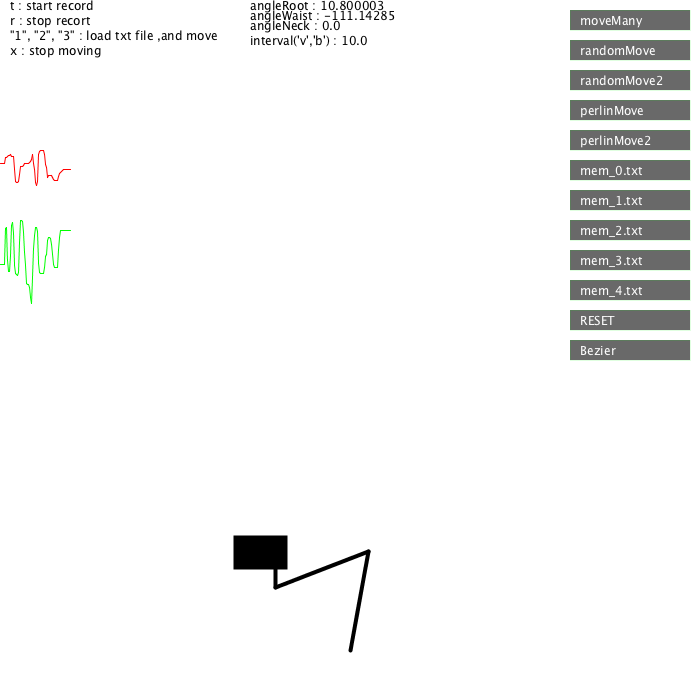 t : start record
r : stop recort
"1", "2", "3" : load txt file ,and move
x : stop moving
angleRoot : 10.800003
angleWaist : -111.14285
angleNeck : 0.0
interval('v','b') : 10.0
moveMany
randomMove
randomMove2
perlinMove
perlinMove2
mem_0.txt
mem_1.txt
mem_2.txt
mem_3.txt
mem_4.txt
RESET
Bezier